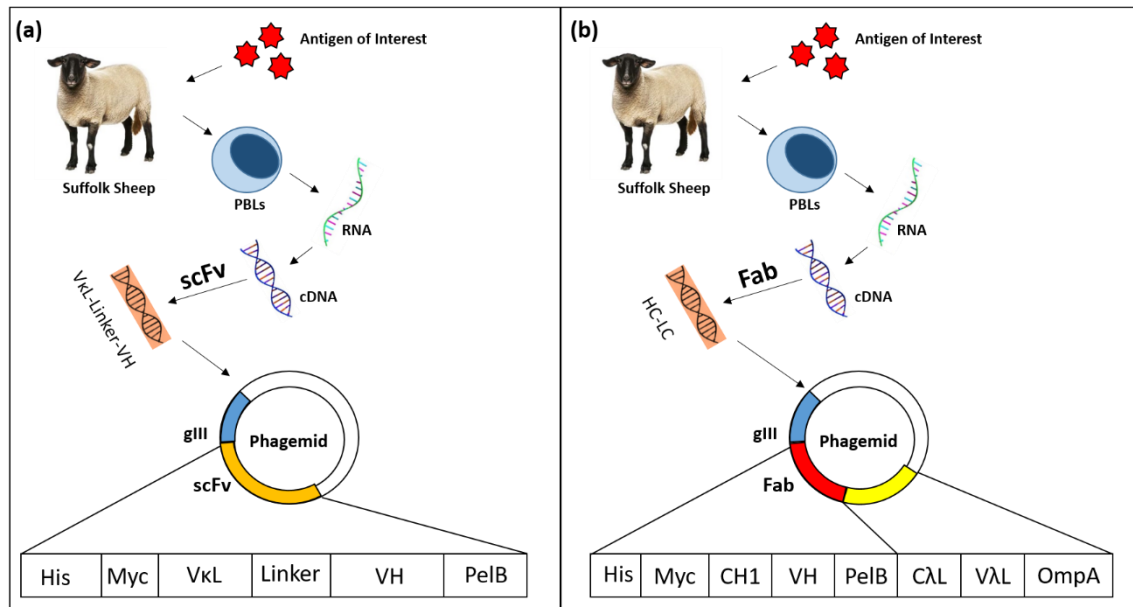 (a)
Antigen of Interest
Suffolk Sheep
PBLs
RNA
cDNA
scFv
VκL-Linker-VH
gIII
Phagemid
scFv
His Myc VκL Linker VH PelB
(b)
Antigen of Interest
Suffolk Sheep
PBLs
RNA
cDNA
Fab
HC-LC
gIII
Phagemid
Fab
His Myc CH1 VH PelB CλL VλL OmpA